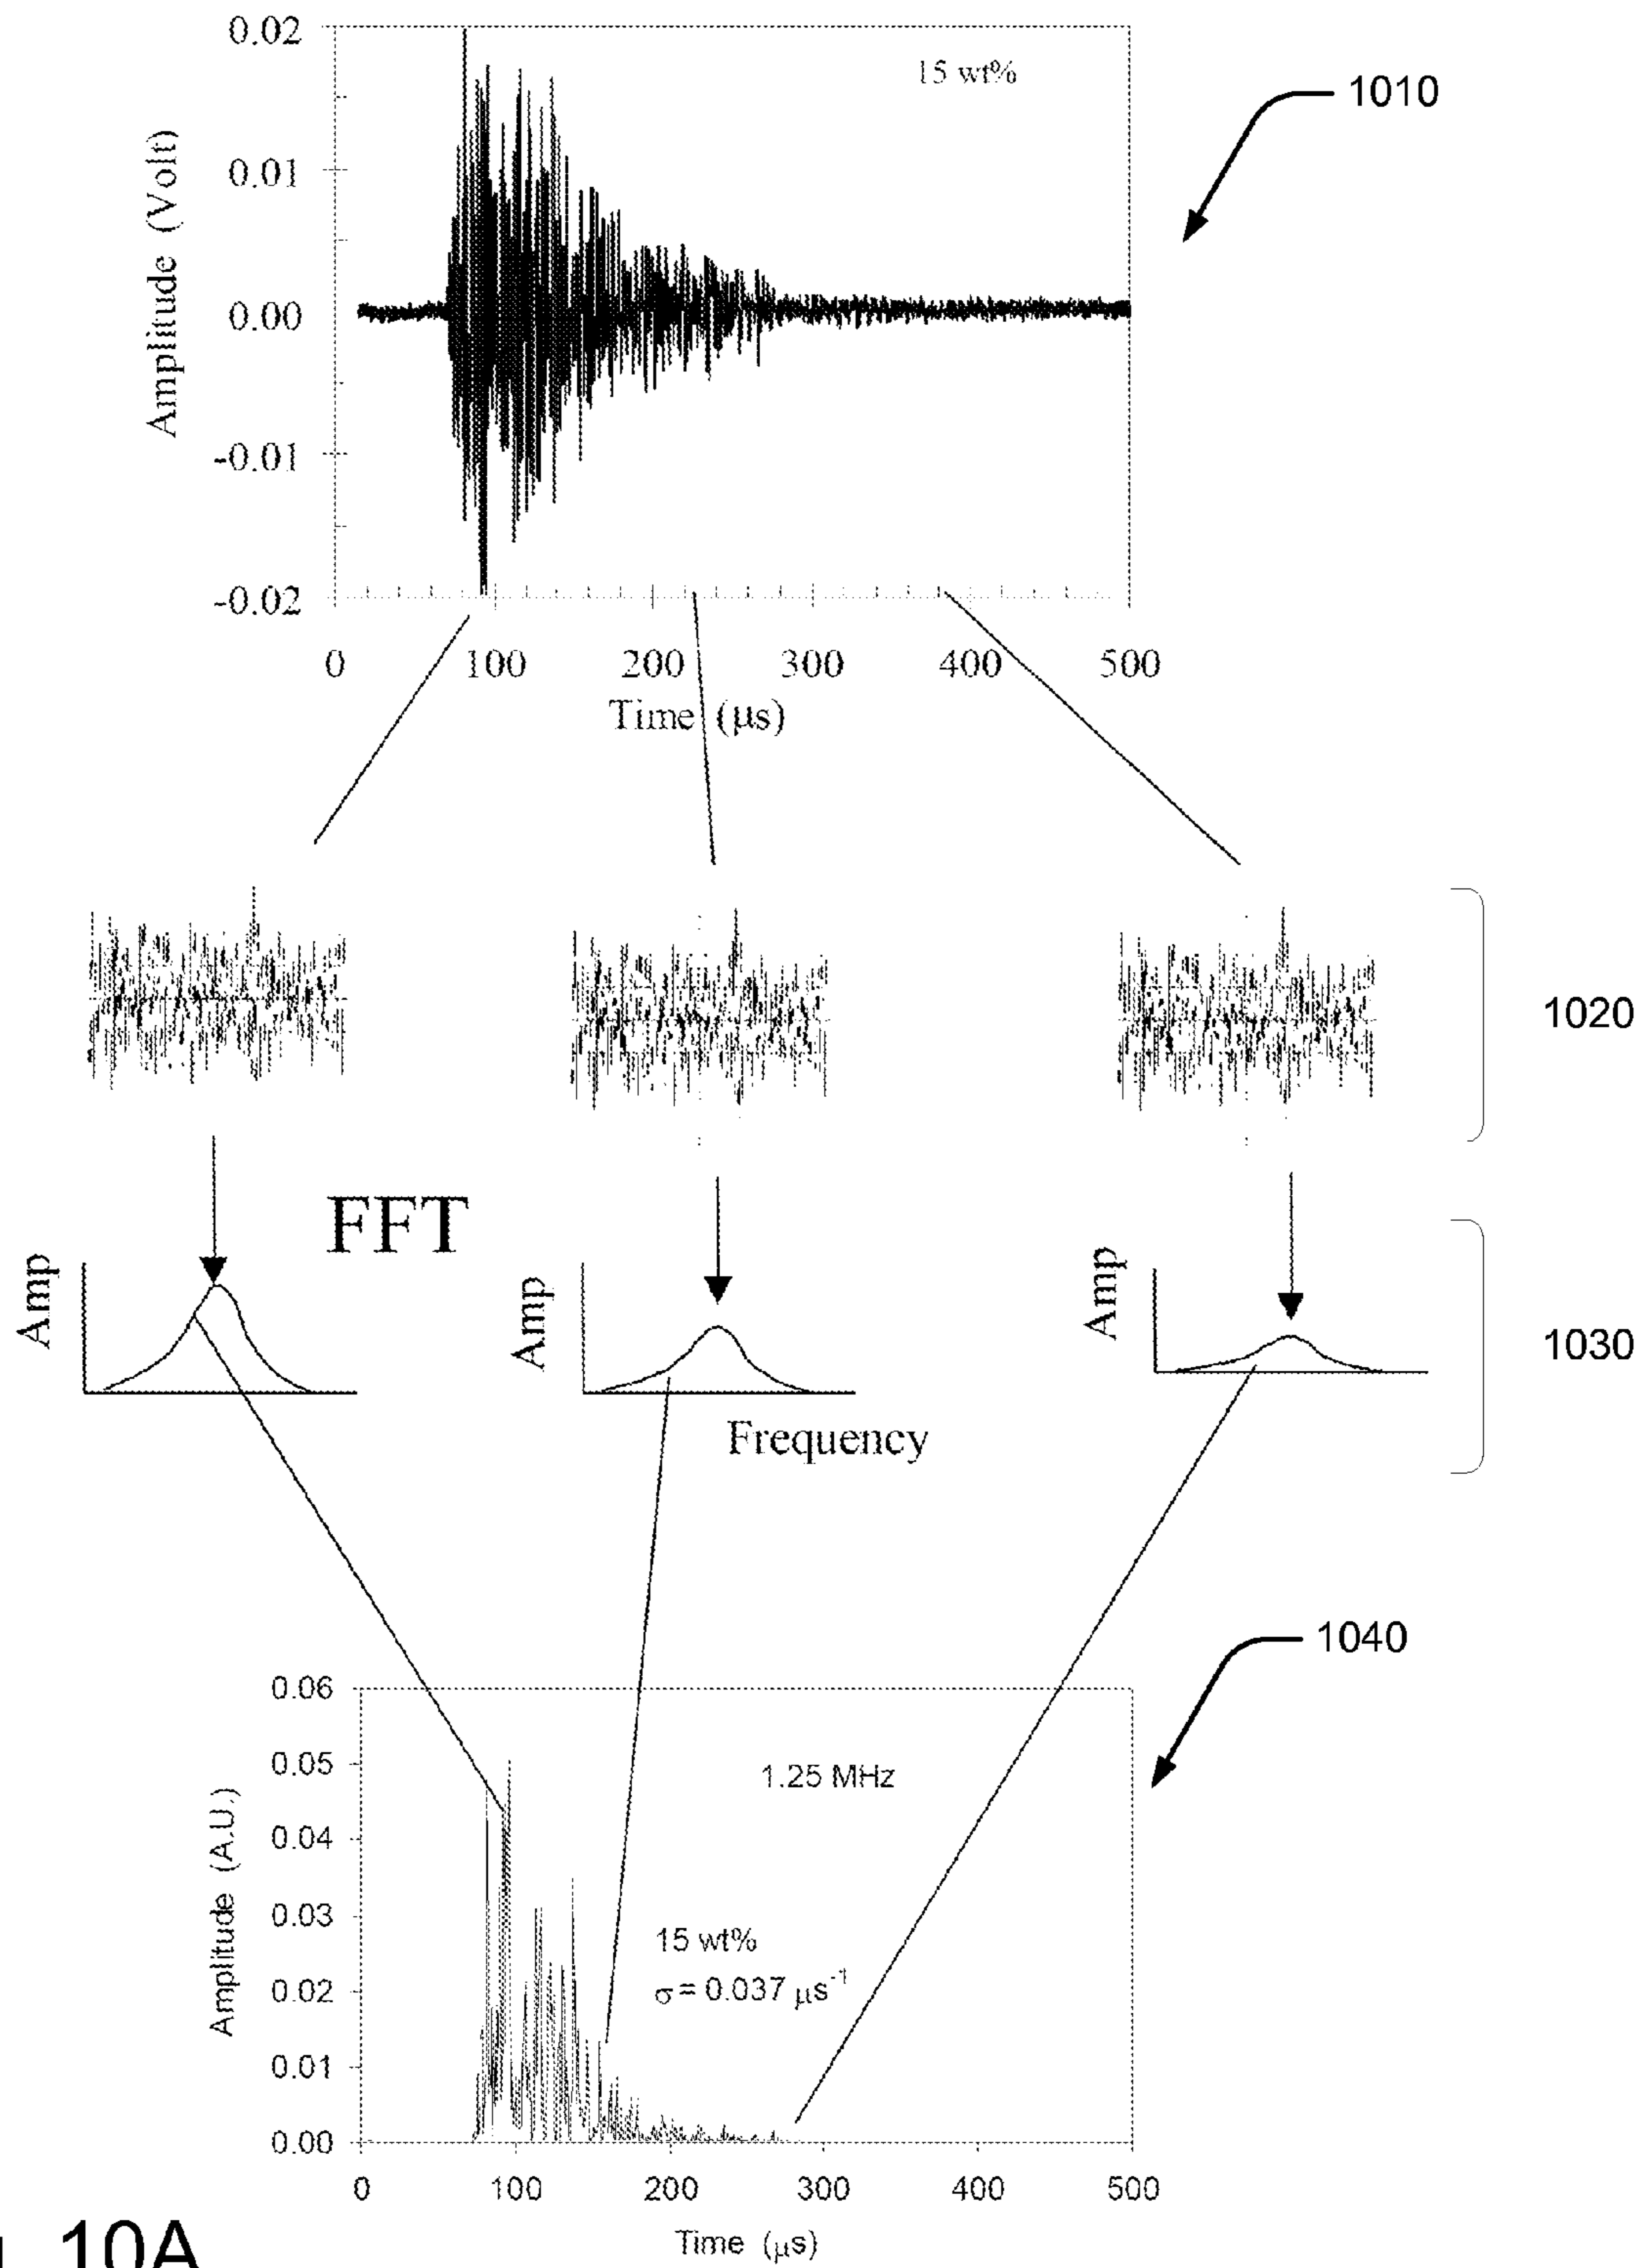 0.02
15 wt%
1010
0.01
Amplitude (Volt)
0.00
-0.01
-0.02
0 100 200 300 400 500
Time (μs)
1020
FFT
Amp
Amp
Amp
1030
Frequency
1040
0.06
0.05
1.25 MHz
0.04
Amplitude (A.U.)
0.03
15 wt%
0.02
σ = 0.037 μs⁻¹
0.01
0.00
0 100 200 300 400 500
Time (μs)
10A